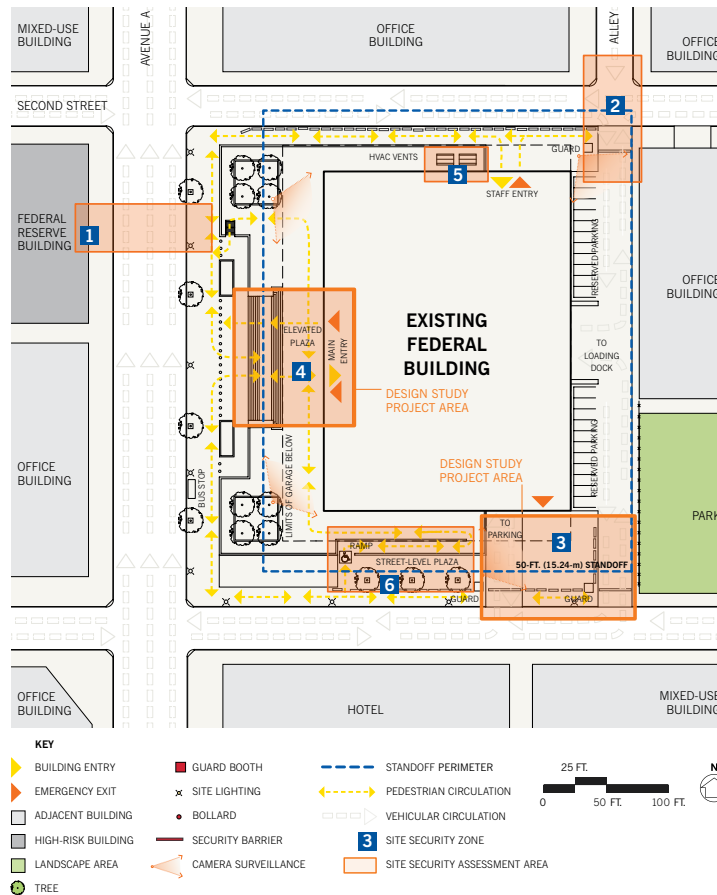 MIXED-USE
BUILDING
AVENUE A
OFFICE
BUILDING
ALLEY
OFFICE
BUILDING
SECOND STREET
2
HVAC VENTS
GUARD
5
STAFF ENTRY
FEDERAL
RESERVE
BUILDING
1
RESERVED PARKING
OFFICE
BUILDING
EXISTING
FEDERAL
BUILDING
ELEVATED
PLAZA
MAIN
ENTRY
4
TO
LOADING
DOCK
DESIGN STUDY
PROJECT AREA
OFFICE
BUILDING
BUS STOP
LIMITS OF GARAGE BELOW
DESIGN STUDY
PROJECT AREA
RESERVED PARKING
PARK
TO
PARKING
3
RAMP
STREET-LEVEL PLAZA
50-FT. (15.24-m) STANDOFF
6
GUARD
GUARD
OFFICE
BUILDING
HOTEL
MIXED-USE
BUILDING
KEY
BUILDING ENTRY
EMERGENCY EXIT
ADJACENT BUILDING
HIGH-RISK BUILDING
LANDSCAPE AREA
TREE
GUARD BOOTH
SITE LIGHTING
BOLLARD
SECURITY BARRIER
CAMERA SURVEILLANCE
STANDOFF PERIMETER
PEDESTRIAN CIRCULATION
VEHICULAR CIRCULATION
3 SITE SECURITY ZONE
SITE SECURITY ASSESSMENT AREA
25 FT.
0 50 FT. 100 FT.
N